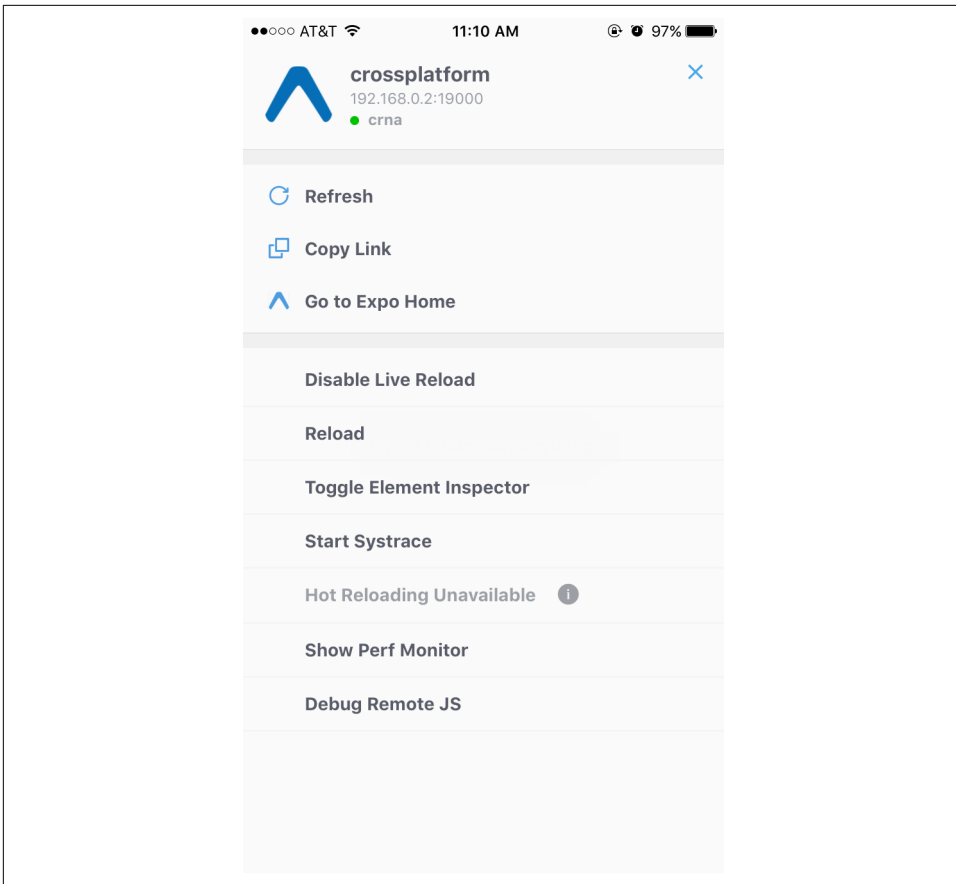 AT&T 11:10 AM 97%
crossplatform
192.168.0.2:19000
crna
Refresh
Copy Link
Go to Expo Home
Disable Live Reload
Reload
Toggle Element Inspector
Start Systrace
Hot Reloading Unavailable i
Show Perf Monitor
Debug Remote JS